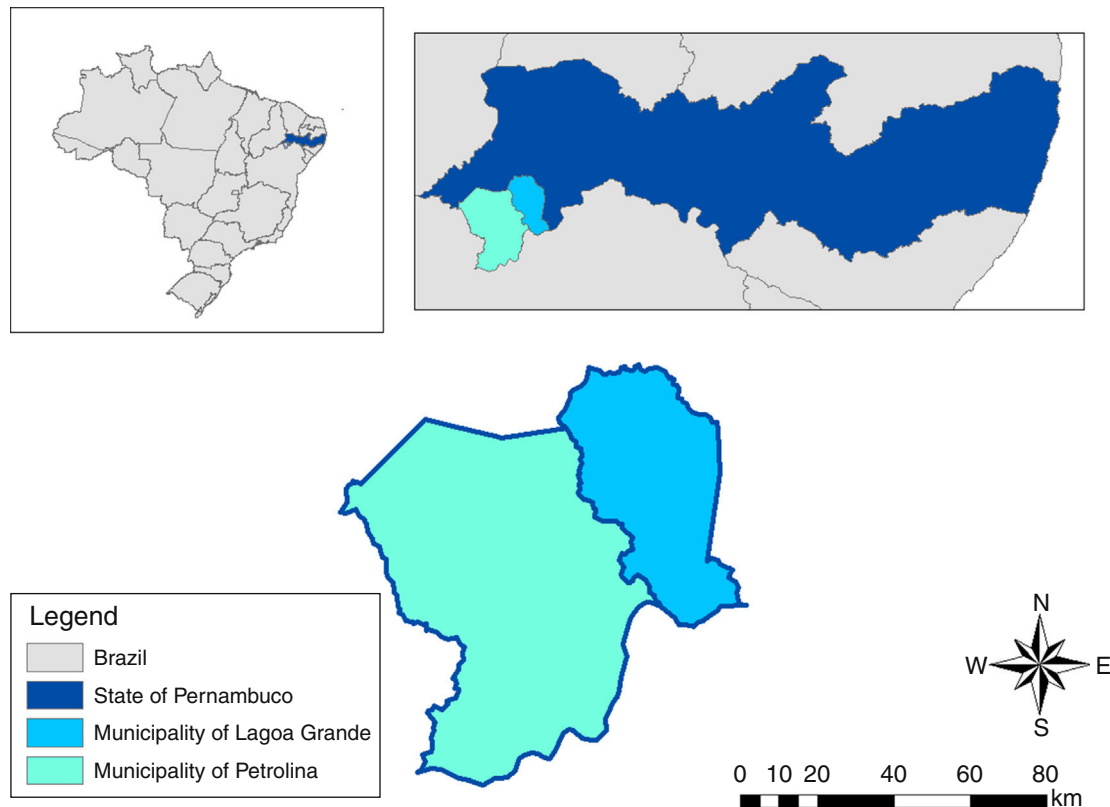 Legend
Brazil
State of Pernambuco
Municipality of Lagoa Grande
Municipality of Petrolina
N
W E
S
0 10 20 40 60 80
km